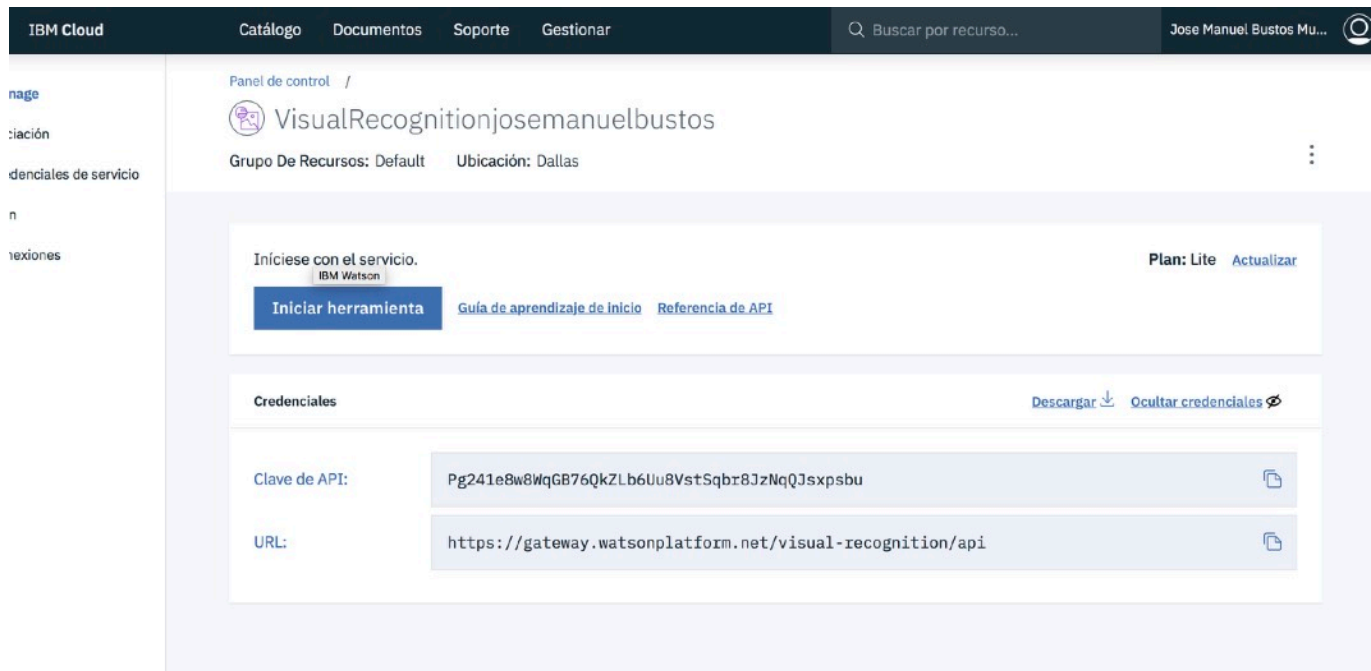 IBM Cloud Catálogo Documentos Soporte Gestionar Buscar por recurso... Jose Manuel Bustos Mu...
Panel de control /
VisualRecognitionjosemanuelbustos
Grupo De Recursos: Default Ubicación: Dallas
nage
ciación
denciales de servicio
n
nexiones
Iníciese con el servicio. Plan: Lite Actualizar
IBM Watson
Iniciar herramienta Guía de aprendizaje de inicio Referencia de API
Credenciales Descargar Ocultar credenciales
Clave de API: Pg241e8w8WqGB76QkZLb6Uu8VstSqbr8JzNqQJsxpsbu
URL: https://gateway.watsonplatform.net/visual-recognition/api